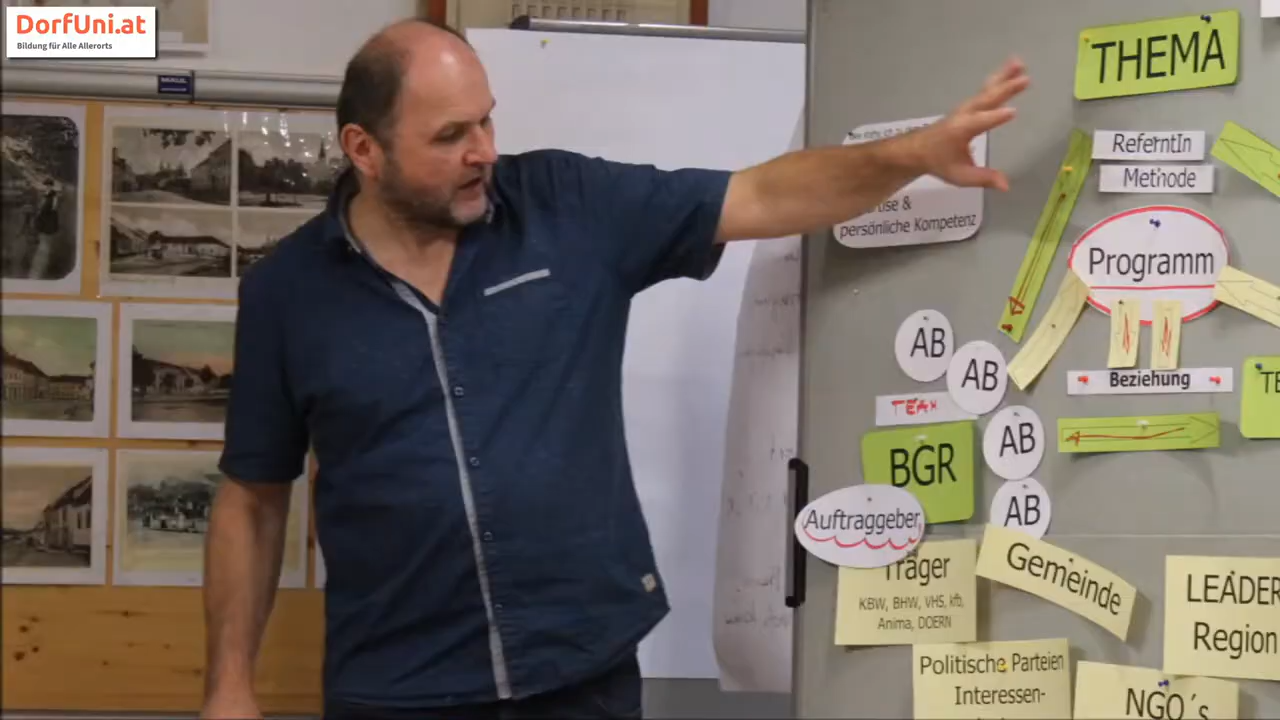 DorfUni.at
Bildung für Alle Allerorts
MAUL
THEMA
ReferntIn
Methode
&
persönliche Kompetenz
Programm
AB
AB
Beziehung
TEAM
AB
BGR
AB
Auftraggeber
Träger
KBW, BHW, VHS, kfb,
Anima, DOERN
Gemeinde
LEADER
Region
Politische Parteien
Interessen-
NGO´s